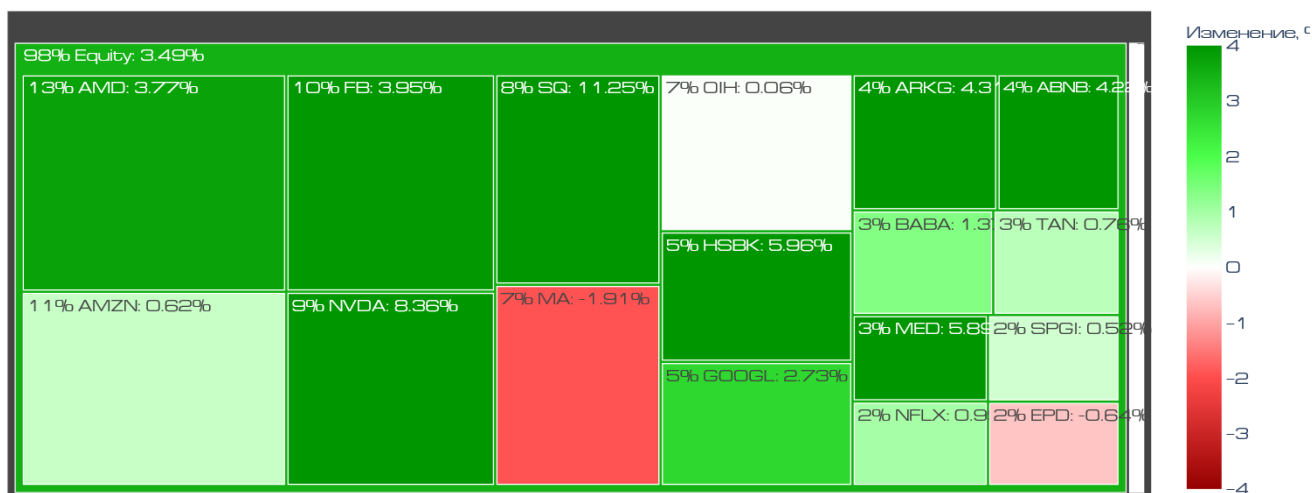 Изменение, %
98% Equity: 3.49%
13% AMD: 3.77%
10% FB: 3.95%
8% SQ: 11.25%
7% OIH: 0.06%
4% ARKG: 4.3
4% ABNB: 4.22%
11% AMZN: 0.62%
9% NVDA: 8.36%
7% MA: -1.91%
5% HSBK: 5.96%
5% GOOGL: 2.73%
3% BABA: 1.3
3% TAN: 0.76%
3% MED: 5.89
2% SPGI: 0.52%
2% NFLX: 0.9
2% EPD: -0.64%
4
3
2
1
0
−1
−2
−3
−4